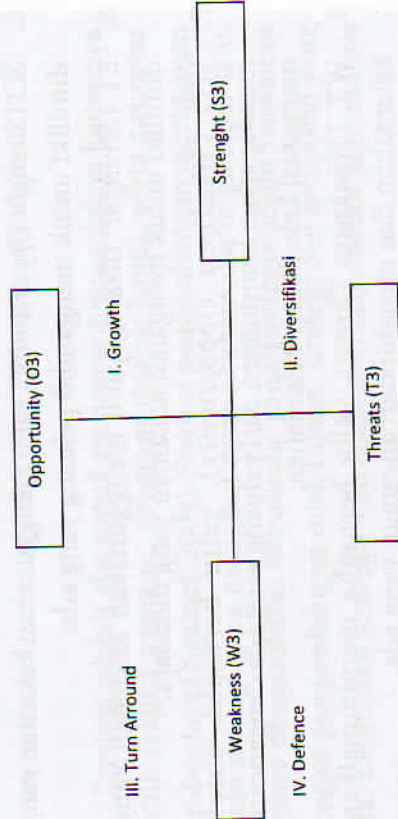 Opportunity (O3)
III. Turn Arround
I. Growth
Weakness (W3)
Strenght (S3)
IV. Defence
II. Diversifikasi
Threats (T3)